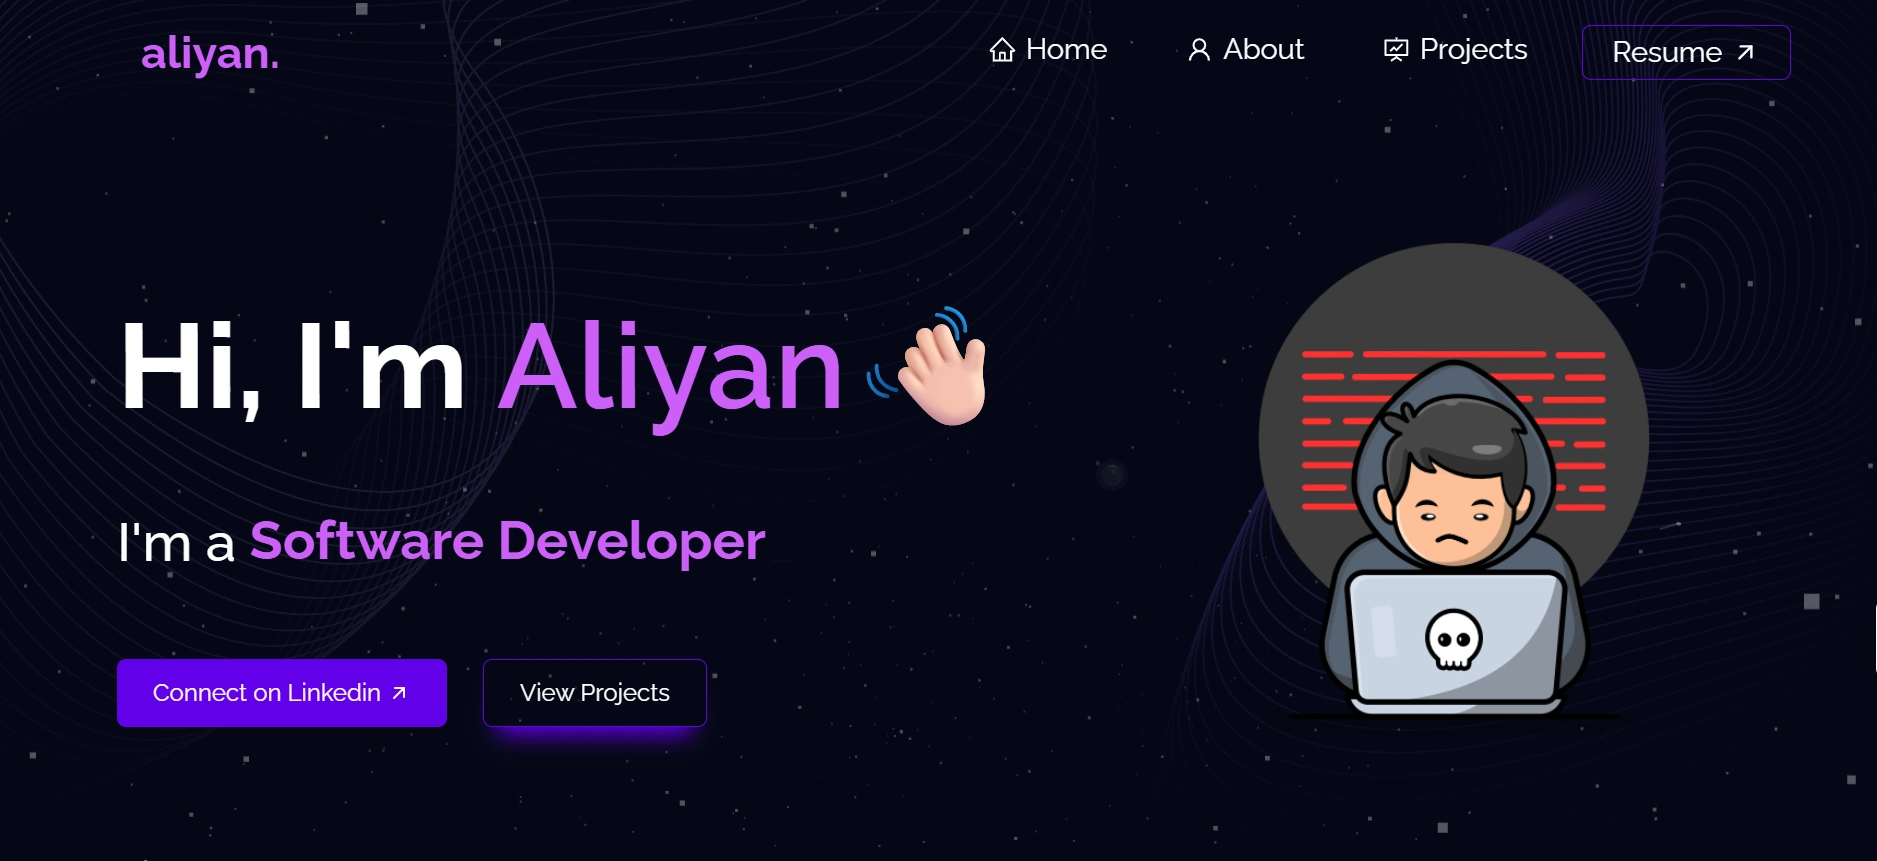 aliyan.
Home About Projects Resume
Hi, I'm Aliyan
I'm a Software Developer
Connect on Linkedin View Projects